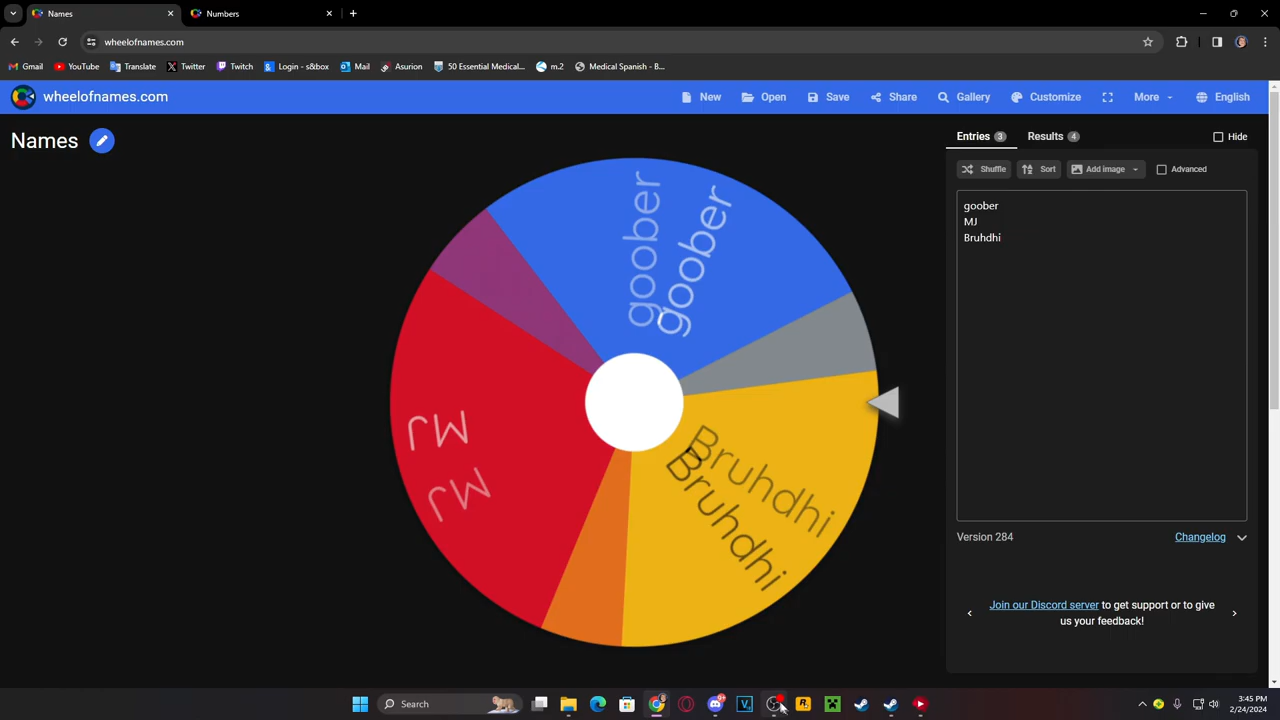 Names
Numbers
wheelofnames.com
Gmail
YouTube
Translate
Twitter
Twitch
Login - s&box
Mail
Asurion
50 Essential Medical...
m.2
Medical Spanish - B...
wheelofnames.com
New
Open
Save
Share
Gallery
Customize
More
English
Names
Entries 3
Results 4
Hide
Shuffle
Sort
Add image
Advanced
goober
MJ
Bruhdhi
goober
goober
MJ
MJ
Bruhdhi
Bruhdhi
Version 284
Changelog
Join our Discord server to get support or to give
us your feedback!
Search
3:45 PM
2/24/2024